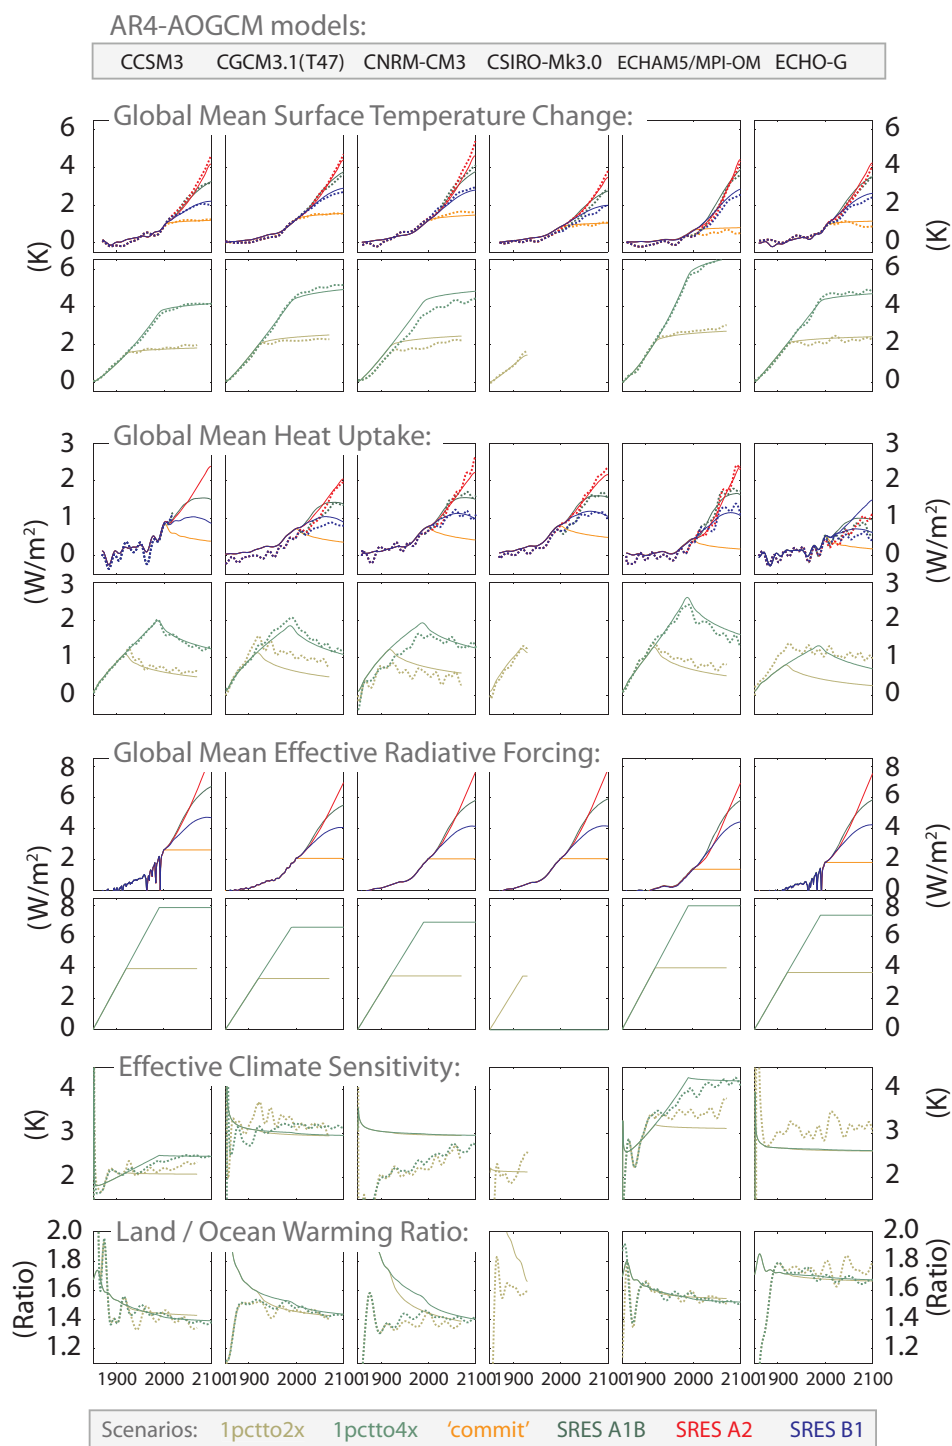 AR4-AOGCM models:
CCSM3 CGCM3.1(T47) CNRM-CM3 CSIRO-Mk3.0 ECHAM5/MPI-OM ECHO-G
Global Mean Surface Temperature Change:
6 6
4 4
2 2
0 0
(K) (K)
6 6
4 4
2 2
0 0
Global Mean Heat Uptake:
3 3
2 2
1 1
0 0
(W/m²) (W/m²)
3 3
2 2
1 1
0 0
Global Mean Effective Radiative Forcing:
8 8
6 6
4 4
2 2
0 0
(W/m²) (W/m²)
8 8
6 6
4 4
2 2
0 0
Effective Climate Sensitivity:
4 4
(K) (K)
3 3
2 2
Land / Ocean Warming Ratio:
2.0 2.0
1.8 1.8
1.6 1.6
(Ratio) (Ratio)
1.4 1.4
1.2 1.2
1900 2000 2100 1900 2000 2100 1900 2000 2100 1900 2000 2100 1900 2000 2100 1900 2000 2100
Scenarios: 1pctto2x 1pctto4x 'commit' SRES A1B SRES A2 SRES B1